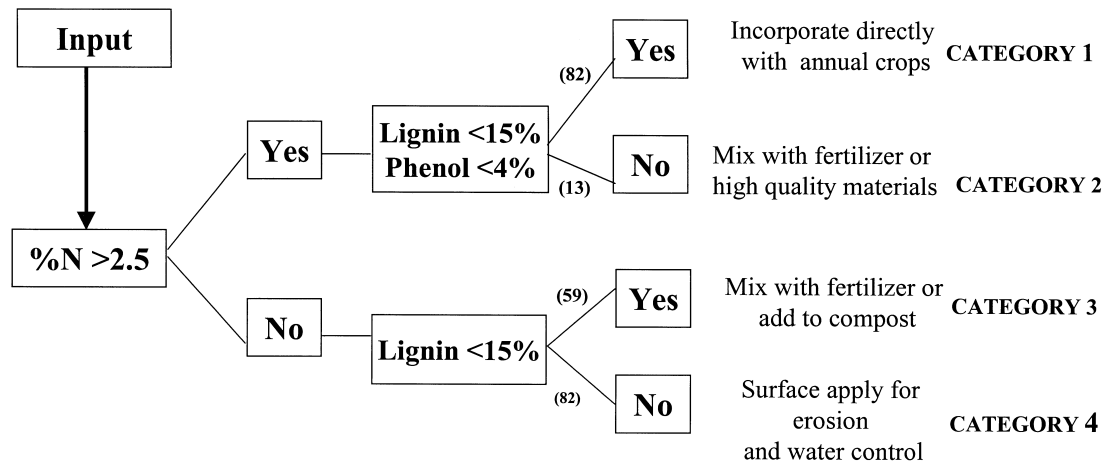 Input
%N >2.5
Yes
Lignin <15%
Phenol <4%
(82)
Yes
Incorporate directly
with annual crops
CATEGORY 1
(13)
No
Mix with fertilizer or
high quality materials
CATEGORY 2
No
Lignin <15%
(59)
Yes
Mix with fertilizer or
add to compost
CATEGORY 3
(82)
No
Surface apply for
erosion
and water control
CATEGORY 4